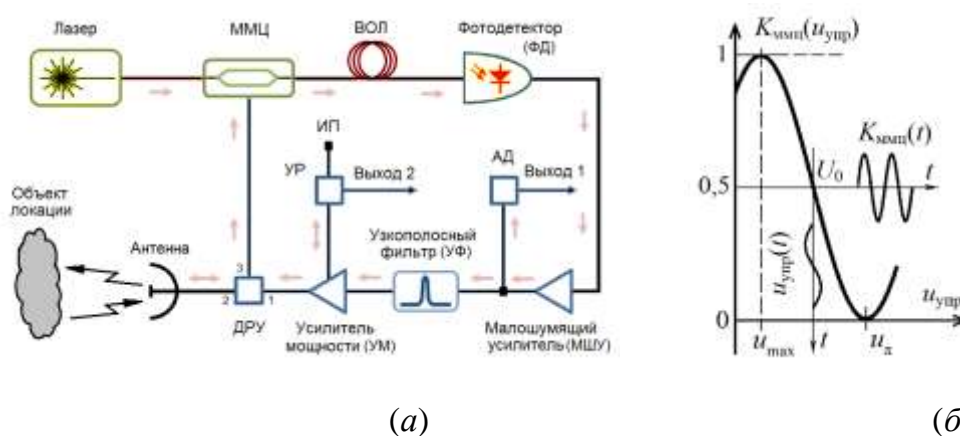 Лазер
ММЦ
ВОЛ
Фотодетектор
(ФД)
ИП
УР
Выход 2
АД
Выход 1
Объект
локации
Антенна
Узкополосный
фильтр (УФ)
3
2
1
ДРУ
Усилитель
мощности (УМ)
Малошумящий
усилитель (МШУ)
(а)
Kммц(uупр)
1
Kммц(t)
U0
t
0,5
uупр(t)
uупр
0
umax
t
uπ
(б